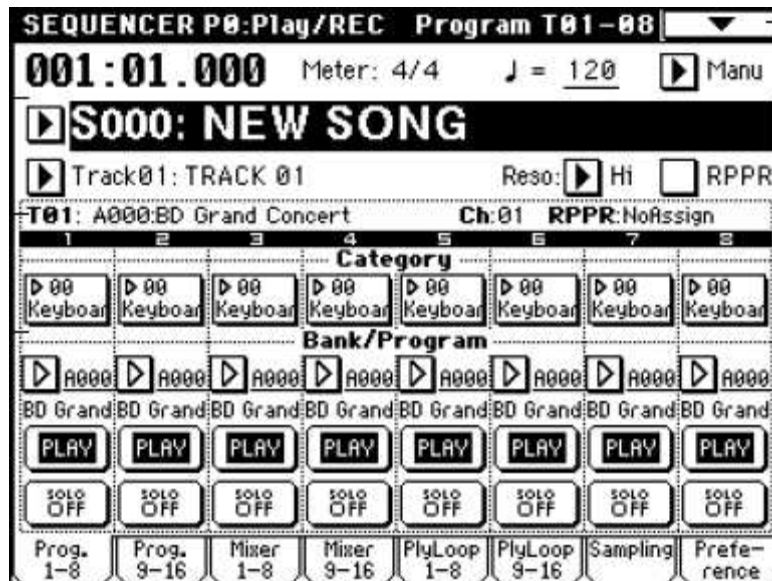 SEQUENCER P0:Play/REC Program T01-08
001:01.000 Meter: 4/4 ♩ = 120 Manu
S000: NEW SONG
Track01: TRACK 01 Reso: Hi RPPR
T01: A000:BD Grand Concert Ch:01 RPPR:NoAssign
1 2 3 4 5 6 7 8
Category
00 00 00 00 00 00 00 00
Keyboar Keyboar Keyboar Keyboar Keyboar Keyboar Keyboar Keyboar
Bank/Program
A000 A000 A000 A000 A000 A000 A000 A000
BD Grand BD Grand BD Grand BD Grand BD Grand BD Grand BD Grand BD Grand
PLAY PLAY PLAY PLAY PLAY PLAY PLAY PLAY
SOLO SOLO SOLO SOLO SOLO SOLO SOLO SOLO
OFF OFF OFF OFF OFF OFF OFF OFF
Prog. Prog. Mixer Mixer PlyLoop PlyLoop Sampling Prefe-
1-8 9-16 1-8 9-16 1-8 9-16 rence